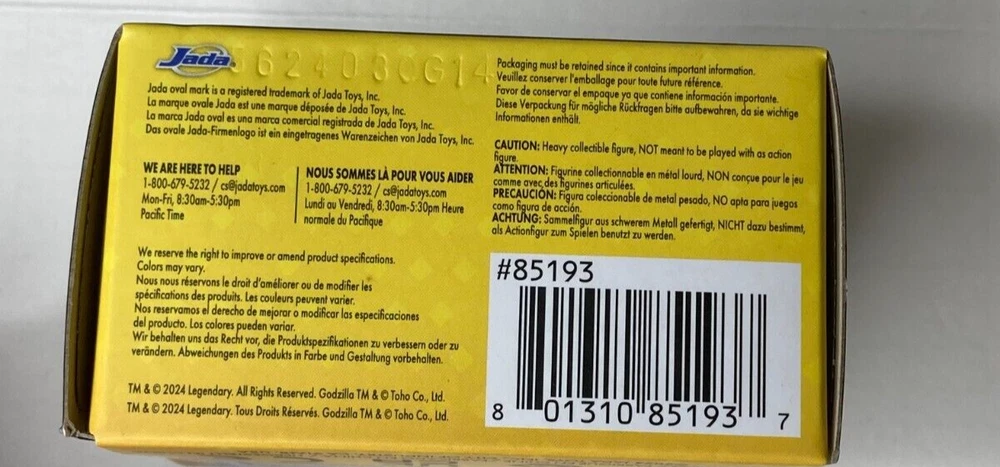 Jada
3624030G14
Jada oval mark is a registered trademark of Jada Toys, Inc.
La marque ovale Jada est une marque déposée de Jada Toys, Inc.
La marca Jada oval es una marca comercial registrada de Jada Toys, Inc.
Das ovale Jada-Firmenlogo ist ein eingetragenes Warenzeichen von Jada Toys, Inc.
WE ARE HERE TO HELP
1-800-679-5232 / cs@jadatoys.com
Mon-Fri, 8:30am-5:30pm
Pacific Time
NOUS SOMMES LÀ POUR VOUS AIDER
1-800-679-5232 / cs@jadatoys.com
Lundi au Vendredi, 8:30am-5:30pm Heure
normale du Pacifique
We reserve the right to improve or amend product specifications.
Colors may vary.
Nous nous réservons le droit d'améliorer ou de modifier les
spécifications des produits. Les couleurs peuvent varier.
Nos reservamos el derecho de mejorar o modificar las especificaciones
del producto. Los colores pueden variar.
Wir behalten uns das Recht vor, die Produktspezifikationen zu verbessern oder zu
verändern. Abweichungen des Produkts in Farbe und Gestaltung vorbehalten.
TM & © 2024 Legendary. All Rights Reserved. Godzilla TM & © Toho Co., Ltd.
TM & © 2024 Legendary. Tous Droits Réservés. Godzilla TM & © Toho Co., Ltd.
Packaging must be retained since it contains important information.
Veuillez conserver l'emballage pour toute future référence.
Favor de conservar el empaque ya que contiene información importante.
Diese Verpackung für mögliche Rückfragen bitte aufbewahren, da sie wichtige
Informationen enthält.
CAUTION: Heavy collectible figure, NOT meant to be played with as action
figure.
ATTENTION: Figurine collectionnable en métal lourd, NON conçue pour le jeu
comme avec des figurines articulées.
PRECAUCIÓN: Figura coleccionable de metal pesado, NO apta para juegos
como figura de acción.
ACHTUNG: Sammelfigur aus schwerem Metall gefertigt, NICHT dazu bestimmt,
als Actionfigur zum Spielen benutzt zu werden.
#85193
8 01310 85193 7